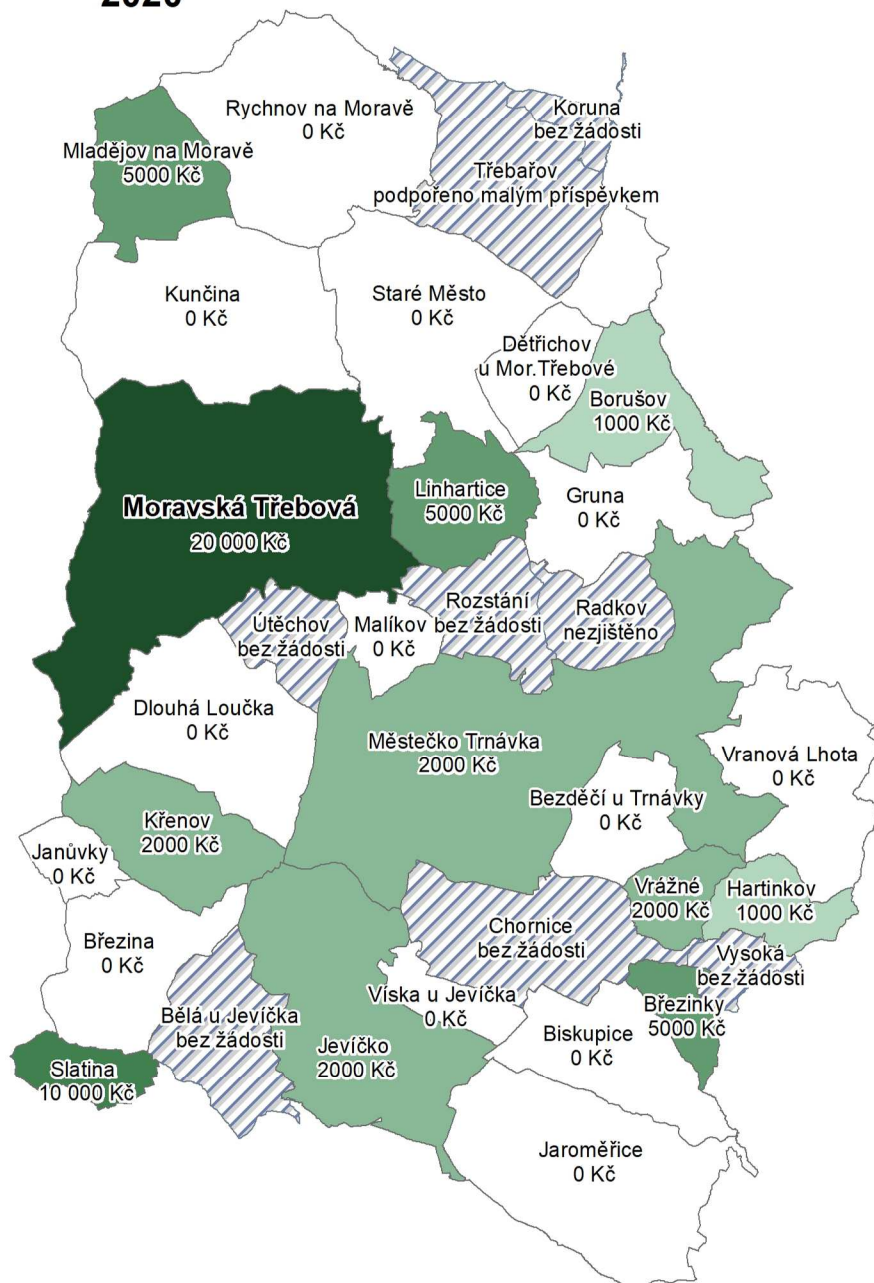 2020
Rychnov na Moravě
0 Kč
Koruna
bez žádosti
Mladějov na Moravě
5000 Kč
Třebařov
podpořeno malým příspěvkem
Kunčina
0 Kč
Staré Město
0 Kč
Dětřichov
u Mor.Třebové
0 Kč
Borušov
1000 Kč
Moravská Třebová
20 000 Kč
Linhartice
5000 Kč
Gruna
0 Kč
Útěchov
bez žádosti
Malíkov
0 Kč
Rozstání
bez žádosti
Radkov
nezjištěno
Dlouhá Loučka
0 Kč
Městečko Trnávka
2000 Kč
Vranová Lhota
0 Kč
Bezděčí u Trnávky
0 Kč
Křenov
2000 Kč
Janůvky
0 Kč
Vrážné
2000 Kč
Hartinkov
1000 Kč
Březina
0 Kč
Chornice
bez žádosti
Vysoká
bez žádosti
Víska u Jevíčka
0 Kč
Březinky
5000 Kč
Bělá u Jevíčka
bez žádosti
Jevíčko
2000 Kč
Biskupice
0 Kč
Slatina
10 000 Kč
Jaroměřice
0 Kč